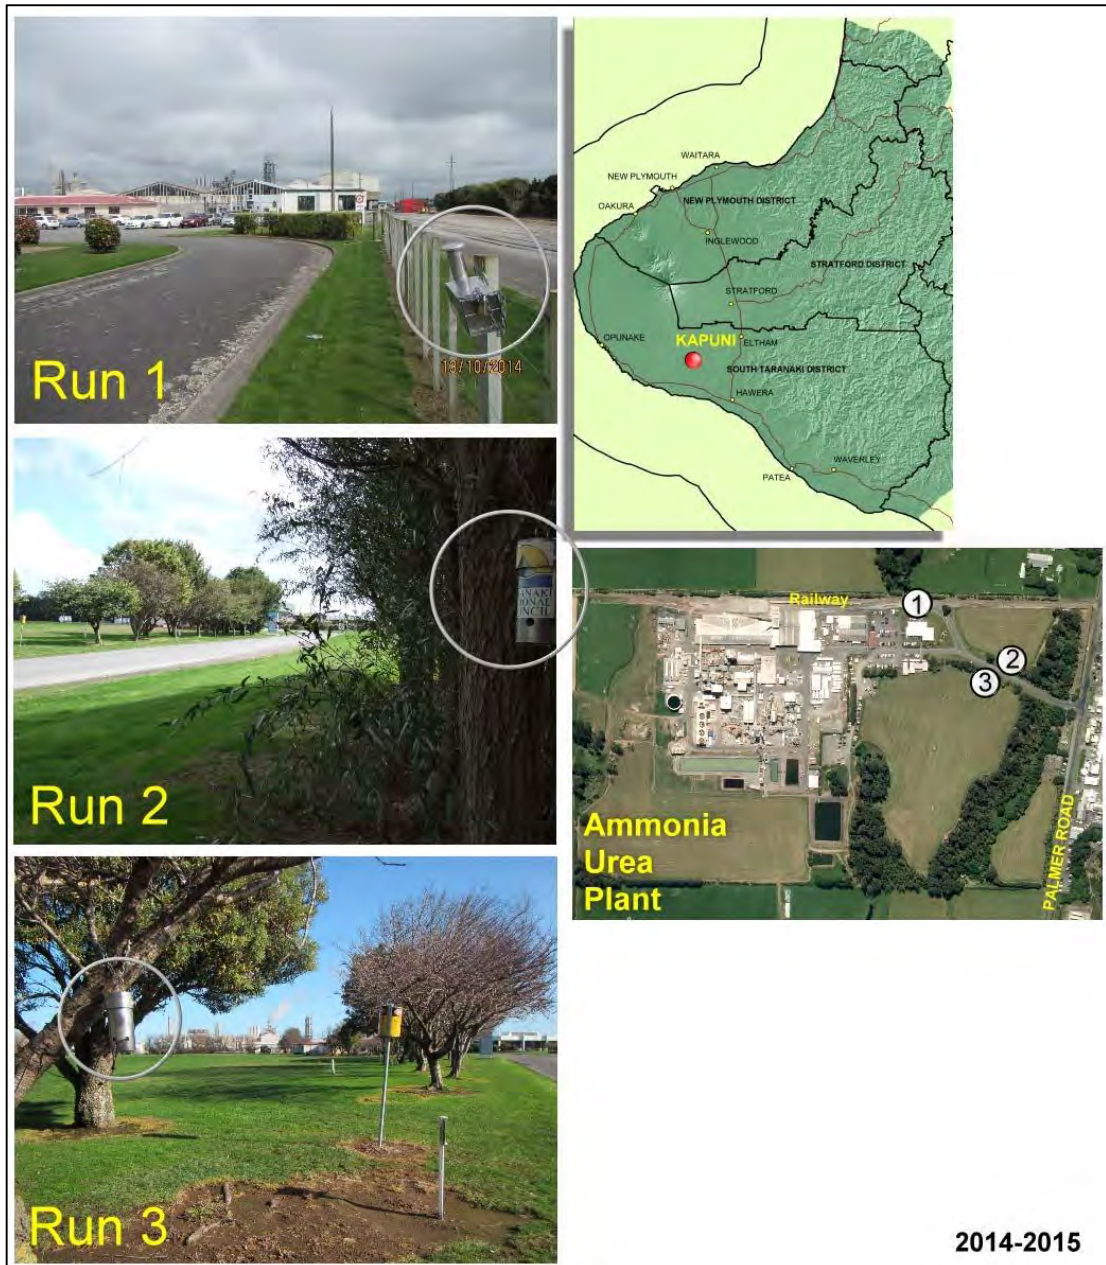 13/10/2014
Run 1
WAITARA
NEW PLYMOUTH
NEW PLYMOUTH DISTRICT
OAKURA
INGLEWOOD
STRATFORD DISTRICT
STRATFORD
OPUNAKE
KAPUNI
ELTHAM
SOUTH TARANAKI DISTRICT
HAWERA
WAVERLEY
PATEA
Run 2
Railway
1
2
3
Ammonia
Urea
Plant
PALMER ROAD
Run 3
2014-2015